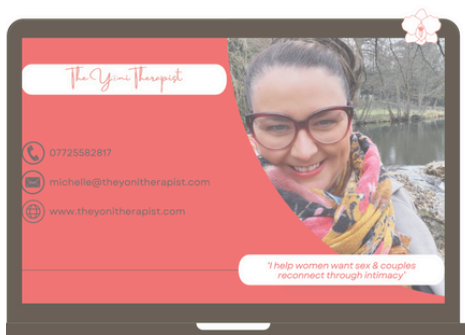 The Yoni Therapist
07725582817
michelle@theyonitherapist.com
www.theyonitherapist.com
'I help women want sex & couples
reconnect through intimacy'